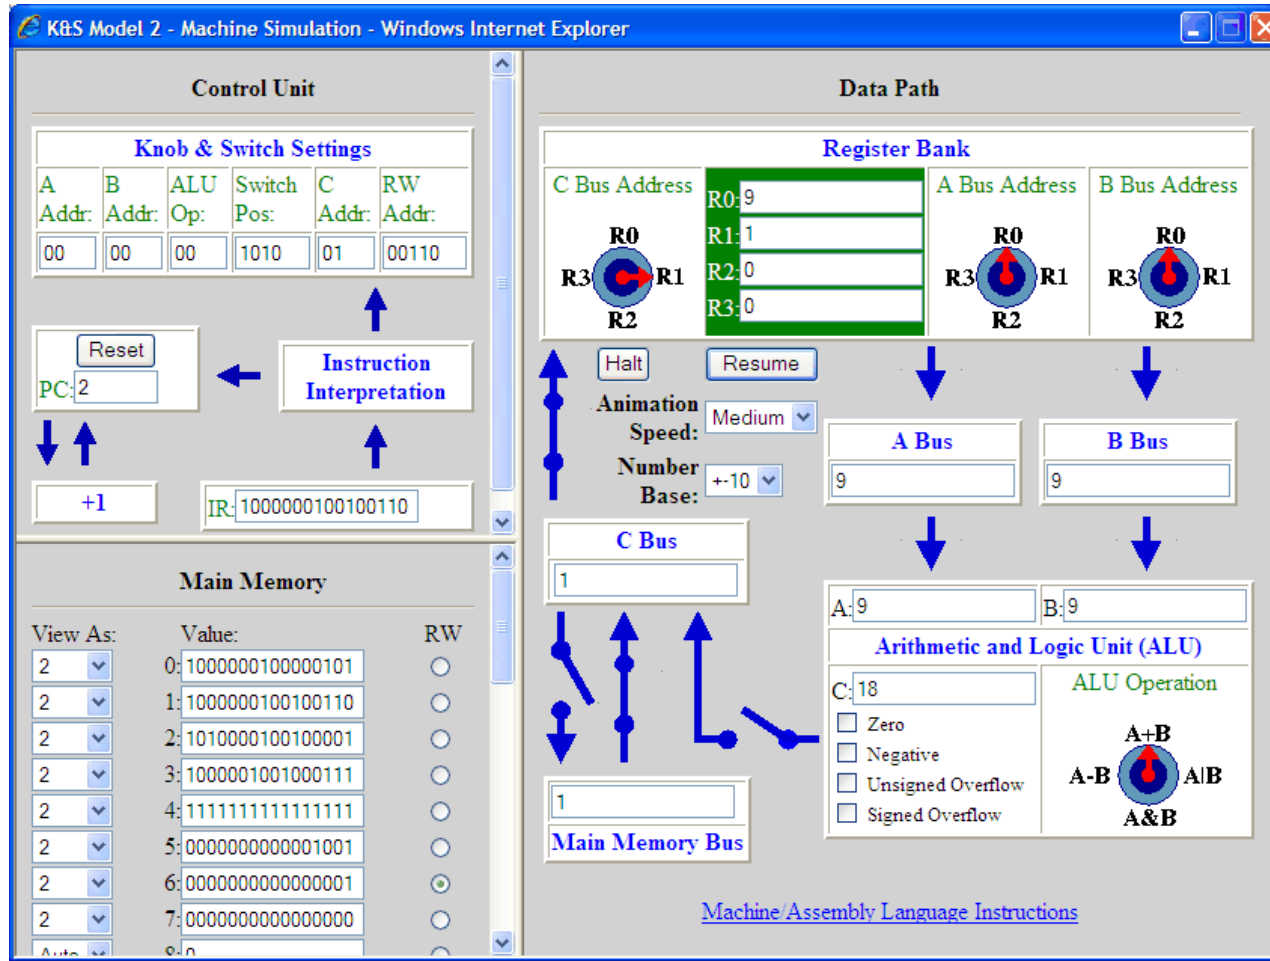 K&S Model 2 - Machine Simulation - Windows Internet Explorer
Control Unit
Knob & Switch Settings
A Addr: B Addr: ALU Op: Switch Pos: C Addr: RW Addr:
00 00 00 1010 01 00110
Reset
PC: 2
Instruction
Interpretation
+1
IR: 1000000100100110
Main Memory
View As: Value: RW
2 0: 1000000100000101
2 1: 1000000100100110
2 2: 1010000100100001
2 3: 1000001001000111
2 4: 1111111111111111
2 5: 0000000000001001
2 6: 0000000000000001
2 7: 0000000000000000
Auto 8: 0
Data Path
Register Bank
C Bus Address
R0
R3 R1
R2
R0: 9
R1: 1
R2: 0
R3: 0
A Bus Address
R0
R3 R1
R2
B Bus Address
R0
R3 R1
R2
Halt Resume
Animation
Speed: Medium
Number
Base: +-10
A Bus
9
B Bus
9
C Bus
1
A: 9 B: 9
Arithmetic and Logic Unit (ALU)
C: 18
Zero
Negative
Unsigned Overflow
Signed Overflow
ALU Operation
A+B
A-B A|B
A&B
1
Main Memory Bus
Machine/Assembly Language Instructions